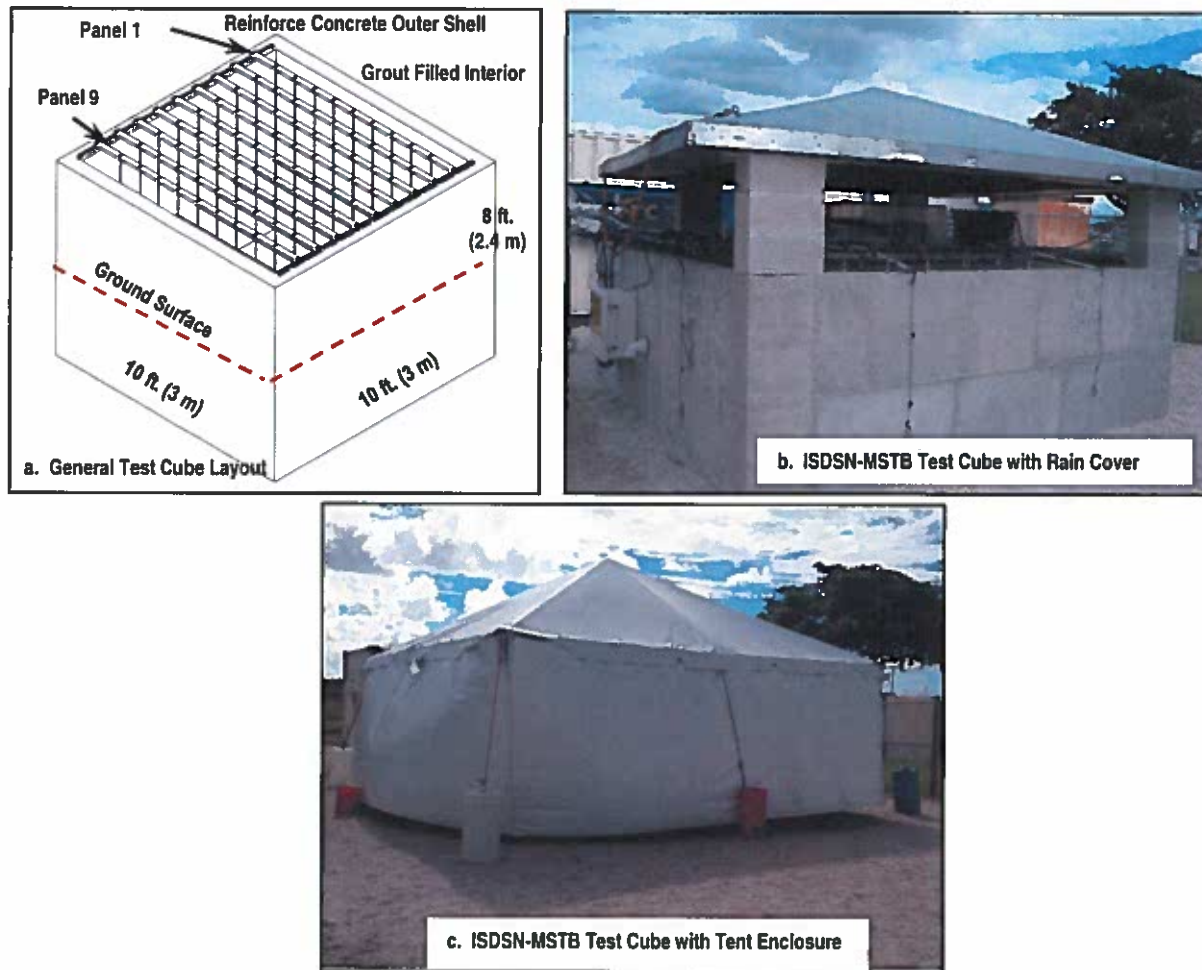 Panel 1
Reinforce Concrete Outer Shell
Grout Filled Interior
Panel 9
8 ft.
(2.4 m)
Ground Surface
10 ft. (3 m)
10 ft. (3 m)
a. General Test Cube Layout
b. ISDSN-MSTB Test Cube with Rain Cover
c. ISDSN-MSTB Test Cube with Tent Enclosure